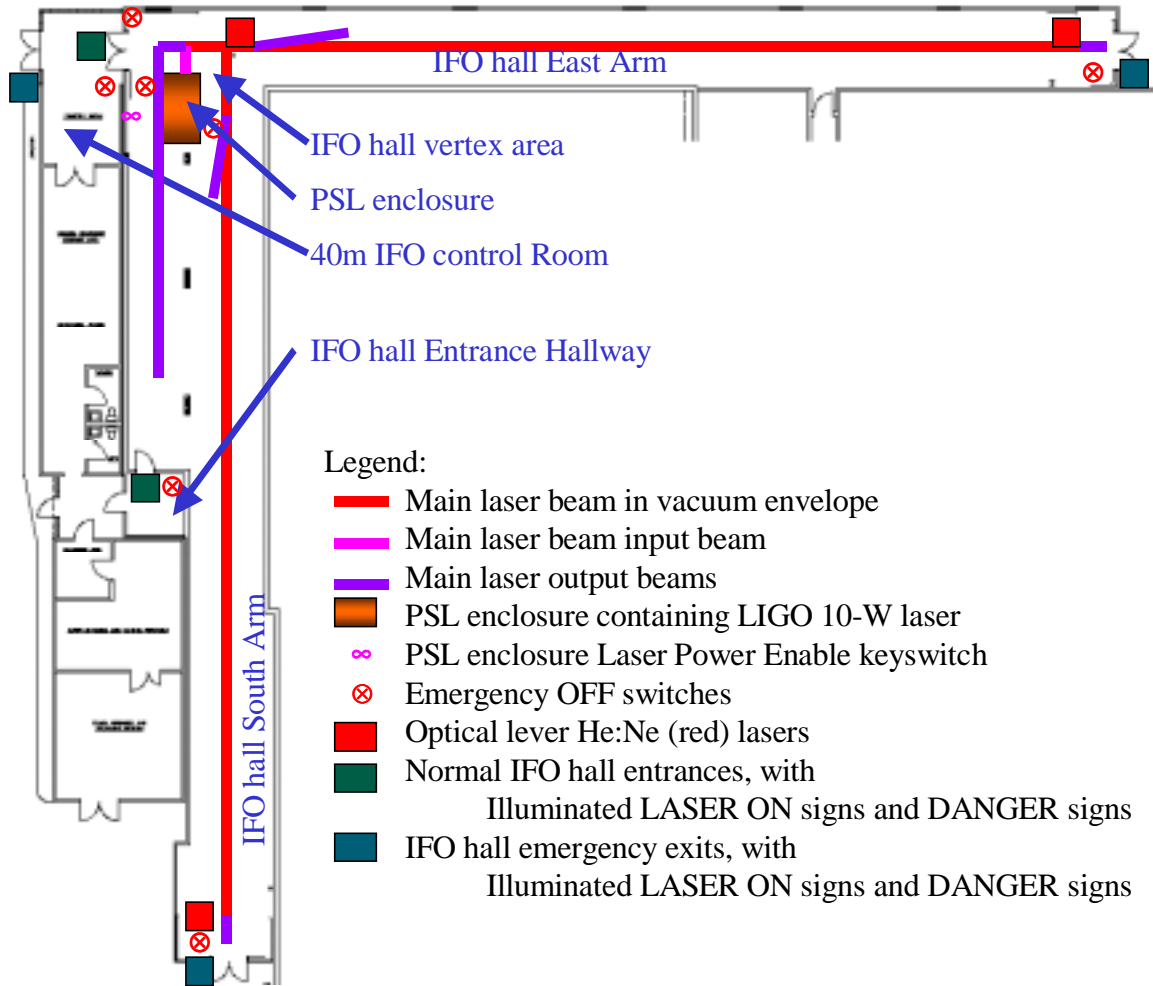 IFO hall East Arm
IFO hall vertex area
PSL enclosure
40m IFO control Room
IFO hall Entrance Hallway
IFO hall South Arm
Legend:
Main laser beam in vacuum envelope
Main laser beam input beam
Main laser output beams
PSL enclosure containing LIGO 10-W laser
PSL enclosure Laser Power Enable keyswitch
Emergency OFF switches
Optical lever He:Ne (red) lasers
Normal IFO hall entrances, with
Illuminated LASER ON signs and DANGER signs
IFO hall emergency exits, with
Illuminated LASER ON signs and DANGER signs